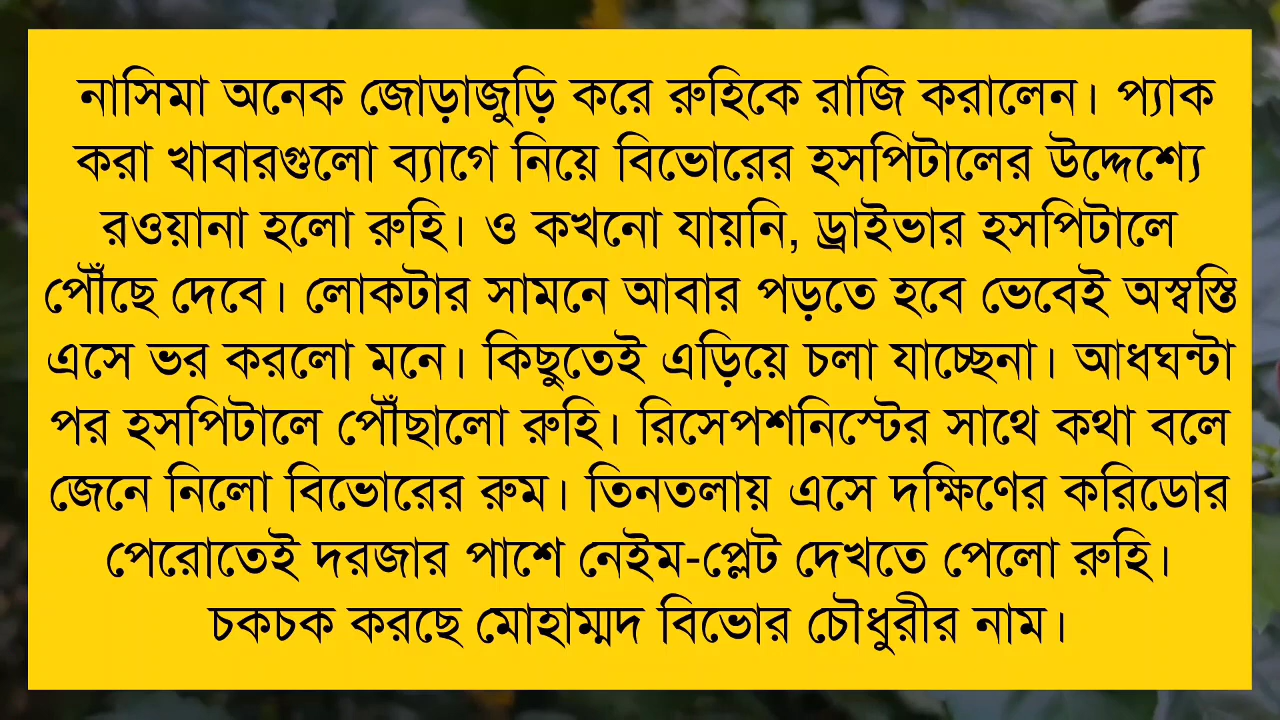 নাসিমা অনেক জোড়াজুড়ি করে রুহিকে রাজি করালেন। প্যাক
করা খাবারগুলো ব্যাগে নিয়ে বিভোরের হসপিটালের উদ্দেশ্যে
রওয়ানা হলো রুহি। ও কখনো যায়নি, ড্রাইভার হসপিটালে
পৌঁছে দেবে। লোকটার সামনে আবার পড়তে হবে ভেবেই অস্বস্তি
এসে ভর করলো মনে। কিছুতেই এড়িয়ে চলা যাচ্ছেনা। আধঘন্টা
পর হসপিটালে পৌঁছালো রুহি। রিসেপশনিস্টের সাথে কথা বলে
জেনে নিলো বিভোরের রুম। তিনতলায় এসে দক্ষিণের করিডোর
পেরোতেই দরজার পাশে নেইম-প্লেট দেখতে পেলো রুহি।
চকচক করছে মোহাম্মদ বিভোর চৌধুরীর নাম।